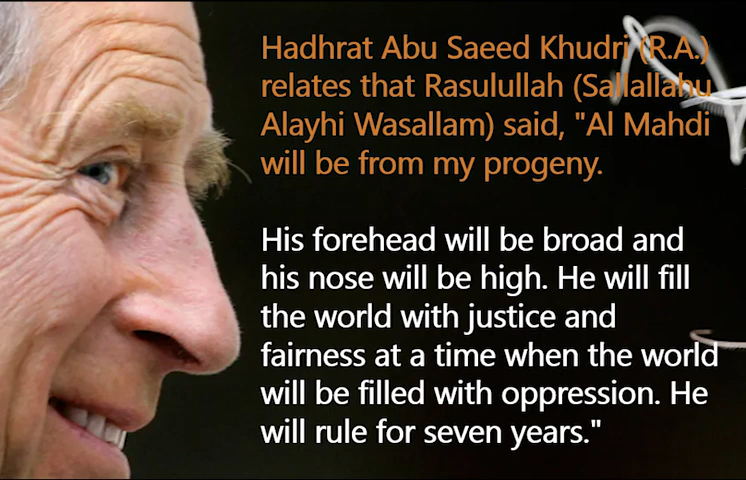 Hadhrat Abu Saeed Khudri (R.A.)
relates that Rasulullah (Sallallahu
Alayhi Wasallam) said, "Al Mahdi
will be from my progeny.
His forehead will be broad and
his nose will be high. He will fill
the world with justice and
fairness at a time when the world
will be filled with oppression. He
will rule for seven years."